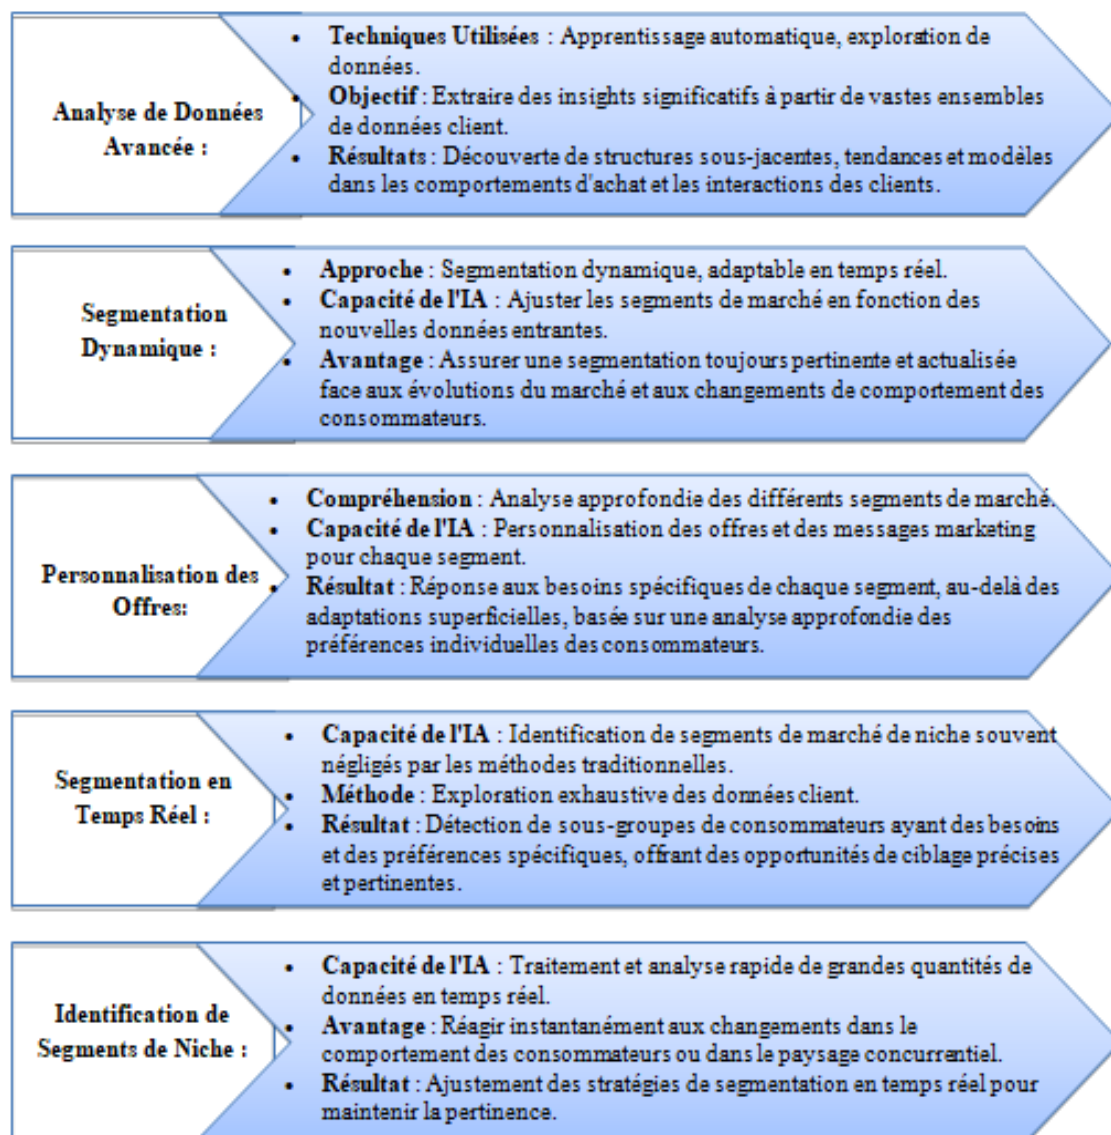 Analyse de Données
Avancée :
• Techniques Utilisées : Apprentissage automatique, exploration de
données.
• Objectif : Extraire des insights significatifs à partir de vastes ensembles
de données client.
• Résultats : Découverte de structures sous-jacentes, tendances et modèles
dans les comportements d'achat et les interactions des clients.
Segmentation
Dynamique :
• Approche : Segmentation dynamique, adaptable en temps réel.
• Capacité de l'IA : Ajuster les segments de marché en fonction des
nouvelles données entrantes.
• Avantage : Assurer une segmentation toujours pertinente et actualisée
face aux évolutions du marché et aux changements de comportement des
consommateurs.
Personnalisation des
Offres:
• Compréhension : Analyse approfondie des différents segments de marché.
• Capacité de l'IA : Personnalisation des offres et des messages marketing
pour chaque segment.
• Résultat : Réponse aux besoins spécifiques de chaque segment, au-delà des
adaptations superficielles, basée sur une analyse approfondie des
préférences individuelles des consommateurs.
Segmentation en
Temps Réel :
• Capacité de l'IA : Identification de segments de marché de niche souvent
négligés par les méthodes traditionnelles.
• Méthode : Exploration exhaustive des données client.
• Résultat : Détection de sous-groupes de consommateurs ayant des besoins
et des préférences spécifiques, offrant des opportunités de ciblage précises
et pertinentes.
Identification de
Segments de Niche :
• Capacité de l'IA : Traitement et analyse rapide de grandes quantités de
données en temps réel.
• Avantage : Réagir instantanément aux changements dans le
comportement des consommateurs ou dans le paysage concurrentiel.
• Résultat : Ajustement des stratégies de segmentation en temps réel pour
maintenir la pertinence.